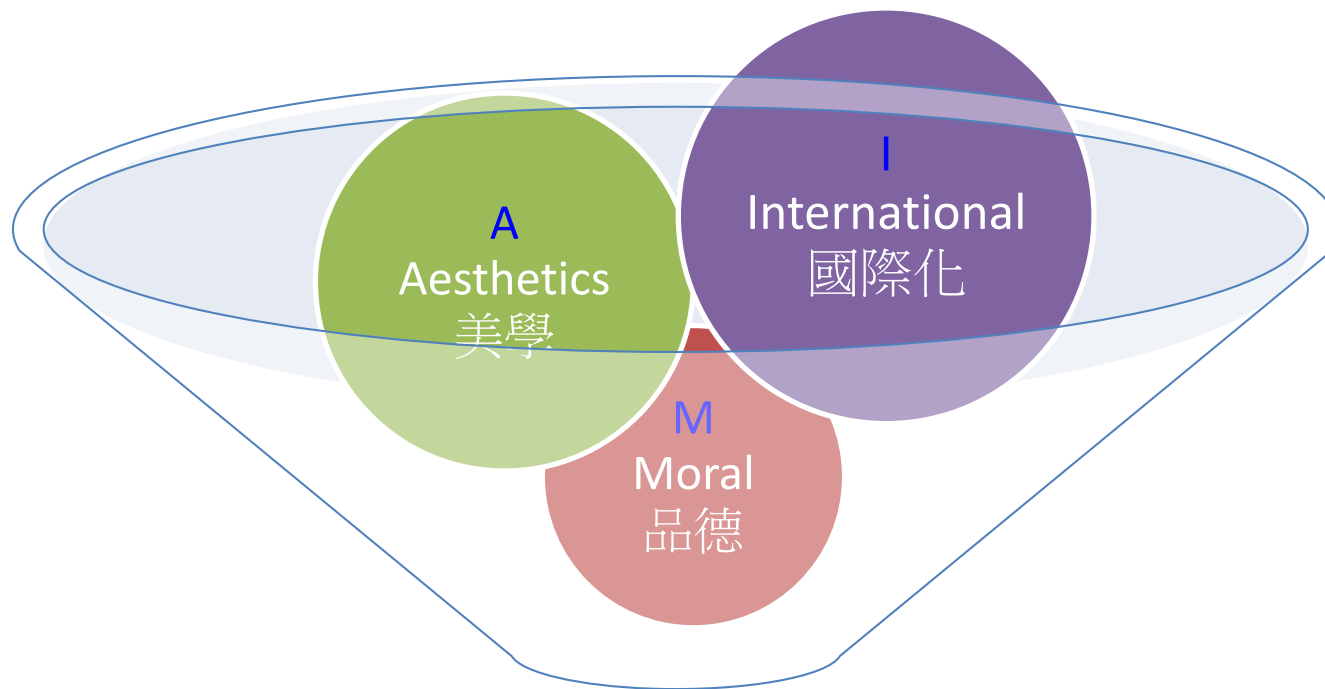 A
Aesthetics
美學
I
International
國際化
M
Moral
品德